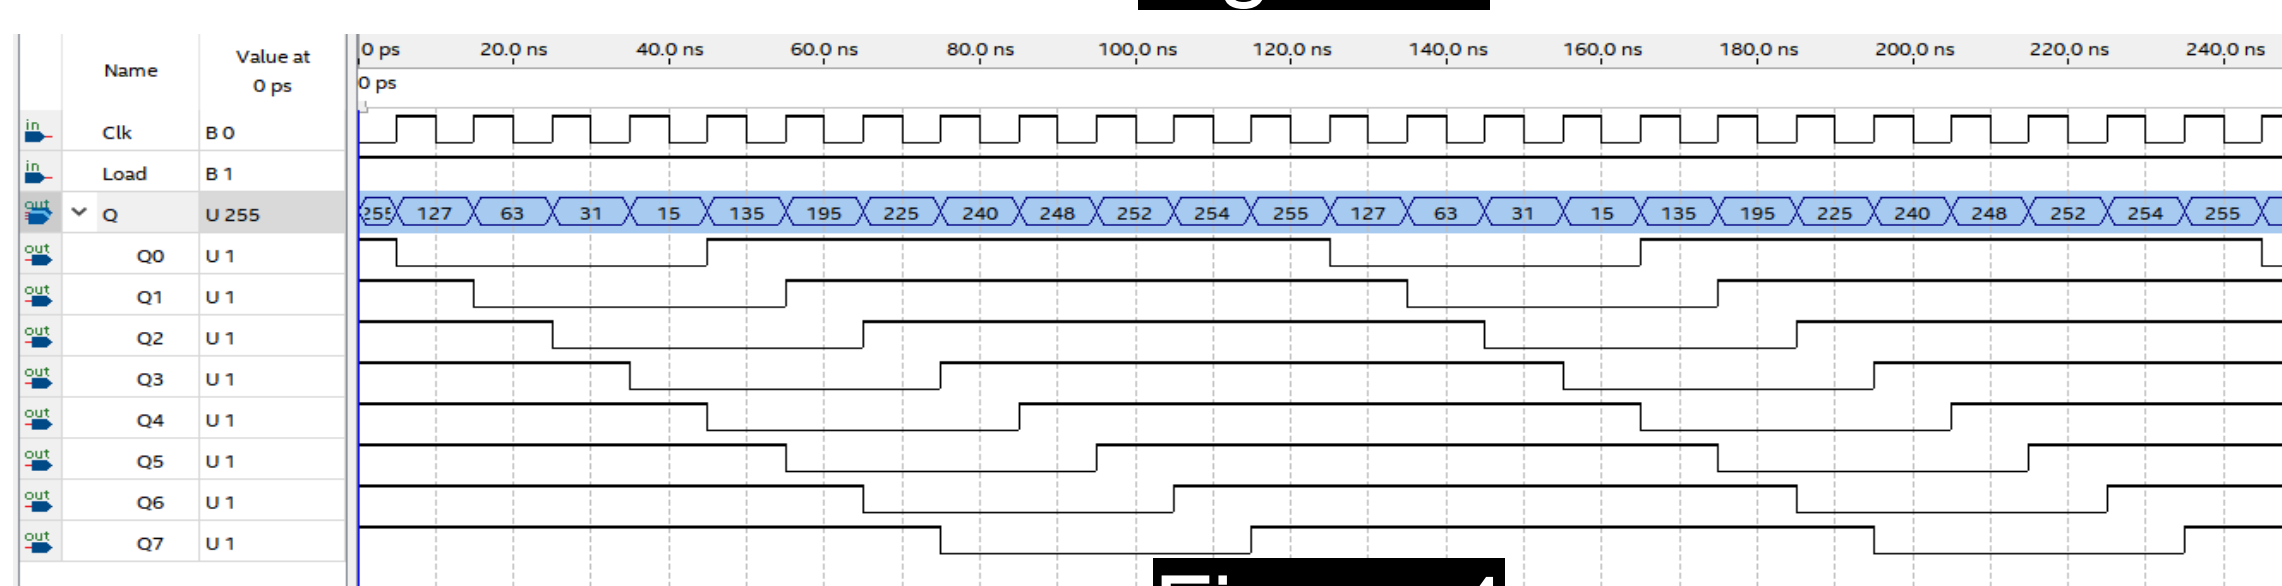 0 ps 20.0 ns 40.0 ns 60.0 ns 80.0 ns 100.0 ns 120.0 ns 140.0 ns 160.0 ns 180.0 ns 200.0 ns 220.0 ns 240.0 ns
Name Value at
0 ps
0 ps
in Clk B 0
in Load B 1
out Q U 255 255 127 63 31 15 135 195 225 240 248 252 254 255 127 63 31 15 135 195 225 240 248 252 254 255
out Q0 U 1
out Q1 U 1
out Q2 U 1
out Q3 U 1
out Q4 U 1
out Q5 U 1
out Q6 U 1
out Q7 U 1